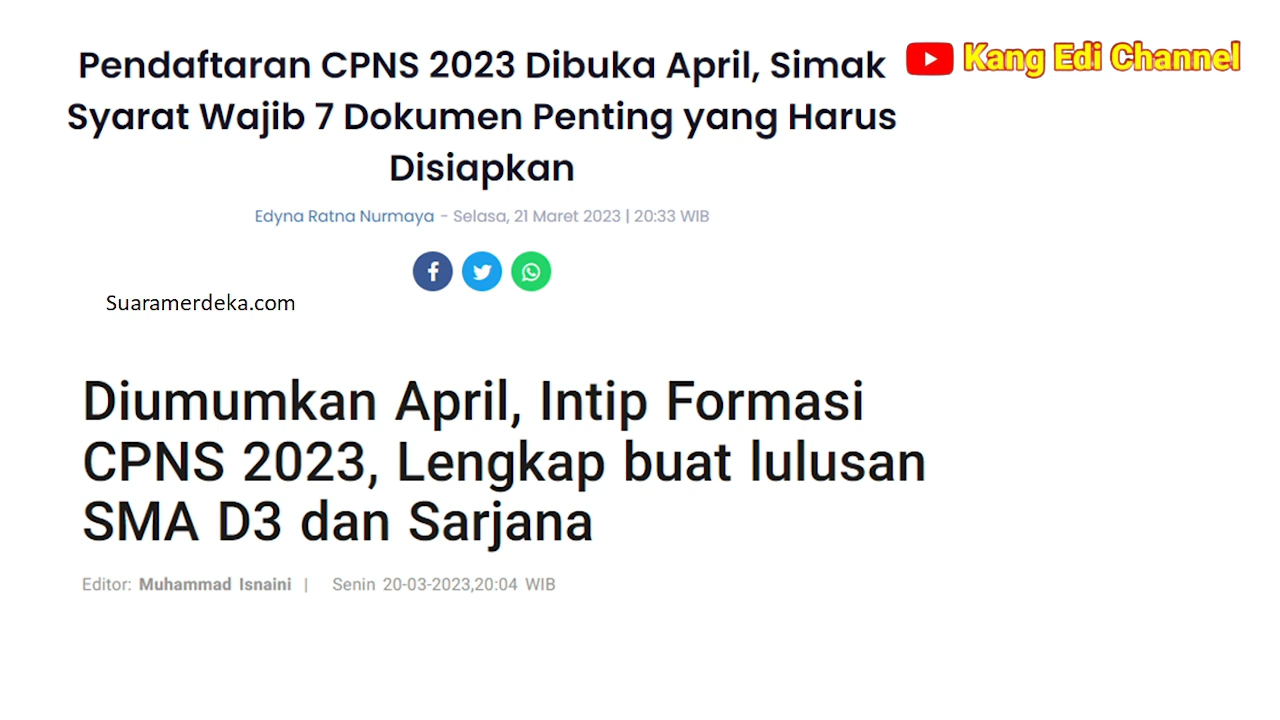 Pendaftaran CPNS 2023 Dibuka April, Simak
Syarat Wajib 7 Dokumen Penting yang Harus
Disiapkan
Kang Edi Channel
Edyna Ratna Nurmaya - Selasa, 21 Maret 2023 | 20:33 WIB
Suaramerdeka.com
Diumumkan April, Intip Formasi
CPNS 2023, Lengkap buat lulusan
SMA D3 dan Sarjana
Editor: Muhammad Isnaini | Senin 20-03-2023,20:04 WIB